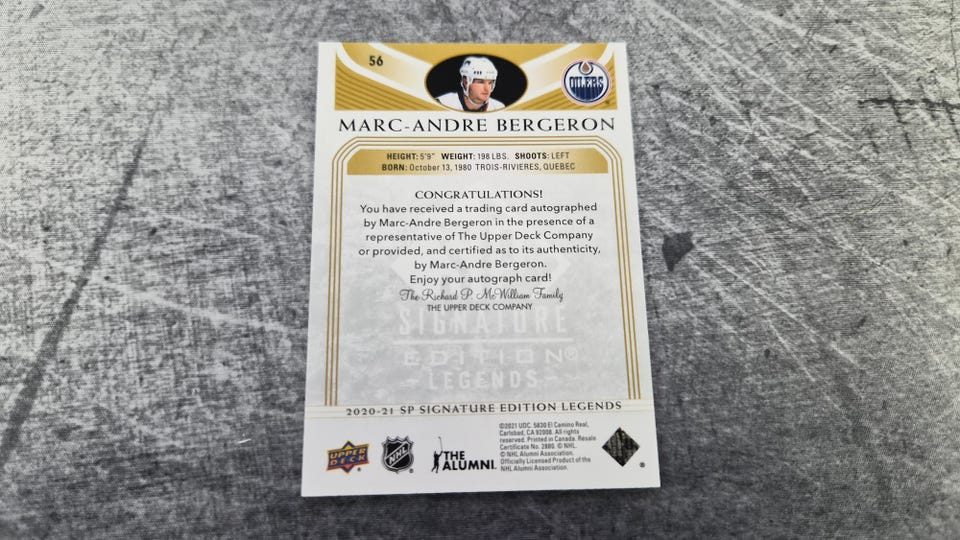 56
OILERS
MARC-ANDRE BERGERON
HEIGHT: 5'9" WEIGHT: 198 LBS. SHOOTS: LEFT
BORN: October 13, 1980 TROIS-RIVIERES, QUEBEC
CONGRATULATIONS!
You have received a trading card autographed
by Marc-Andre Bergeron in the presence of a
representative of The Upper Deck Company
or provided, and certified as to its authenticity,
by Marc-Andre Bergeron.
Enjoy your autograph card!
The Richard P. McWilliam Family
THE UPPER DECK COMPANY
SIGNATURE
EDITION®
LEGENDS
2020-21 SP SIGNATURE EDITION LEGENDS
UPPER DECK
NHL
THE ALUMNI
©2021 UDC. 5830 El Camino Real,
Carlsbad, CA 92008. All rights
reserved. Printed in Canada. Resale
Certificate No. 2880. © NHL.
© NHL Alumni Association.
Officially Licensed Product of the
NHL Alumni Association.